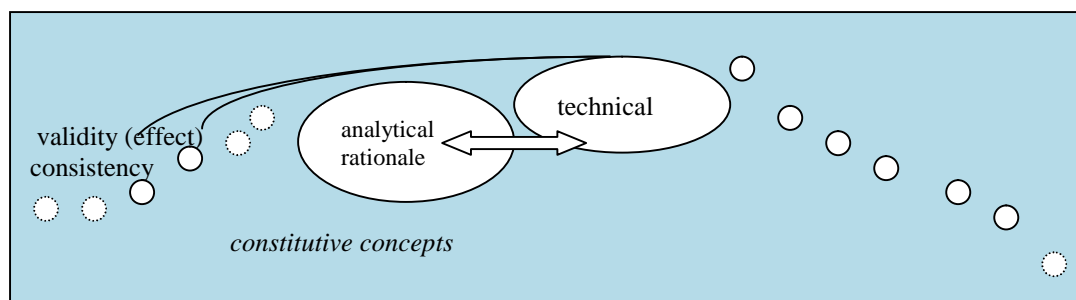 validity (effect)
consistency
analytical
rationale
technical
constitutive concepts